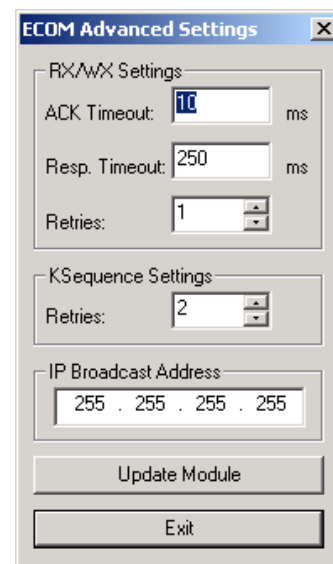 ECOM Advanced Settings
RX/WX Settings
ACK Timeout: 10 ms
Resp. Timeout: 250 ms
Retries: 1
KSequence Settings
Retries: 2
IP Broadcast Address
255 . 255 . 255 . 255
Update Module
Exit